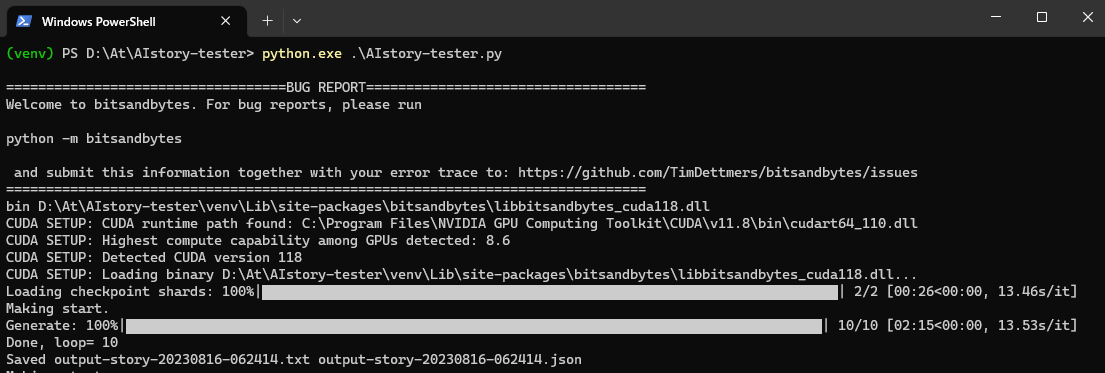 Windows PowerShell
(venv) PS D:\At\AIstory-tester> python.exe .\AIstory-tester.py
===================================BUG REPORT===================================
Welcome to bitsandbytes. For bug reports, please run
python -m bitsandbytes
and submit this information together with your error trace to: https://github.com/TimDettmers/bitsandbytes/issues
================================================================================
bin D:\At\AIstory-tester\venv\Lib\site-packages\bitsandbytes\libbitsandbytes_cuda118.dll
CUDA SETUP: CUDA runtime path found: C:\Program Files\NVIDIA GPU Computing Toolkit\CUDA\v11.8\bin\cudart64_110.dll
CUDA SETUP: Highest compute capability among GPUs detected: 8.6
CUDA SETUP: Detected CUDA version 118
CUDA SETUP: Loading binary D:\At\AIstory-tester\venv\Lib\site-packages\bitsandbytes\libbitsandbytes_cuda118.dll...
Loading checkpoint shards: 100%| | 2/2 [00:26<00:00, 13.46s/it]
Making start.
Generate: 100%| | 10/10 [02:15<00:00, 13.53s/it]
Done, loop= 10
Saved output-story-20230816-062414.txt output-story-20230816-062414.json